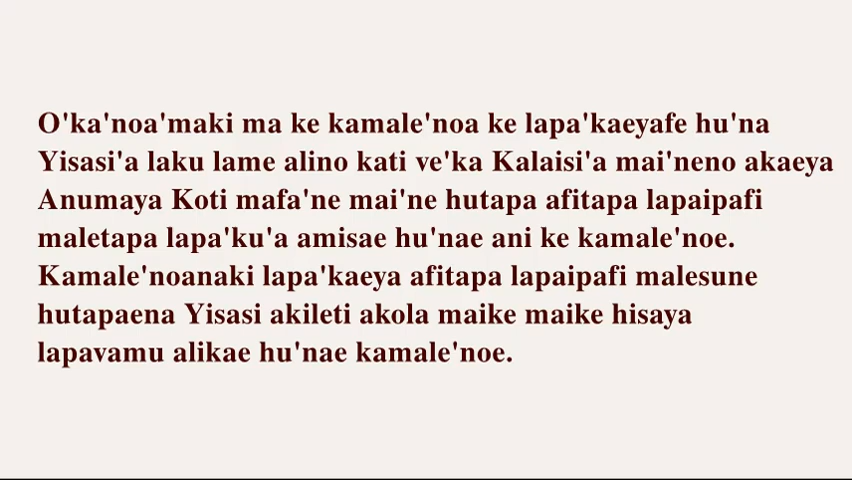 O'ka'noa'maki ma ke kamale'noa ke lapa'kaeyafe hu'na
Yisasi'a laku lame alino kati ve'ka Kalaisi'a mai'neno akaeya
Anumaya Koti mafa'ne mai'ne hutapa afitapa lapaipafi
maletapa lapa'ku'a amisae hu'nae ani ke kamale'noe.
Kamale'noanaki lapa'kaeya afitapa lapaipafi malesune
hutapaena Yisasi akileti akola maike maike hisaya
lapavamu alikae hu'nae kamale'noe.